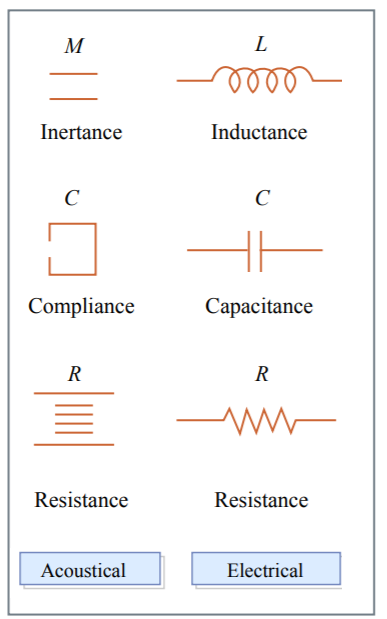 M L
Inertance Inductance
C C
Compliance Capacitance
R R
Resistance Resistance
Acoustical Electrical